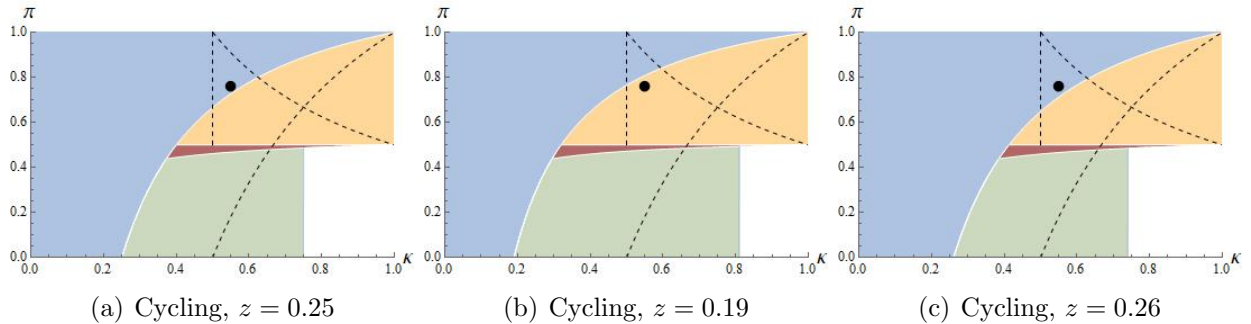 π π π
1.0 1.0 1.0
0.8 0.8 0.8
0.6 0.6 0.6
0.4 0.4 0.4
0.2 0.2 0.2
0.0 0.0 0.0
0.0 0.2 0.4 0.6 0.8 1.0 κ 0.0 0.2 0.4 0.6 0.8 1.0 κ 0.0 0.2 0.4 0.6 0.8 1.0 κ
(a) Cycling, z = 0.25 (b) Cycling, z = 0.19 (c) Cycling, z = 0.26